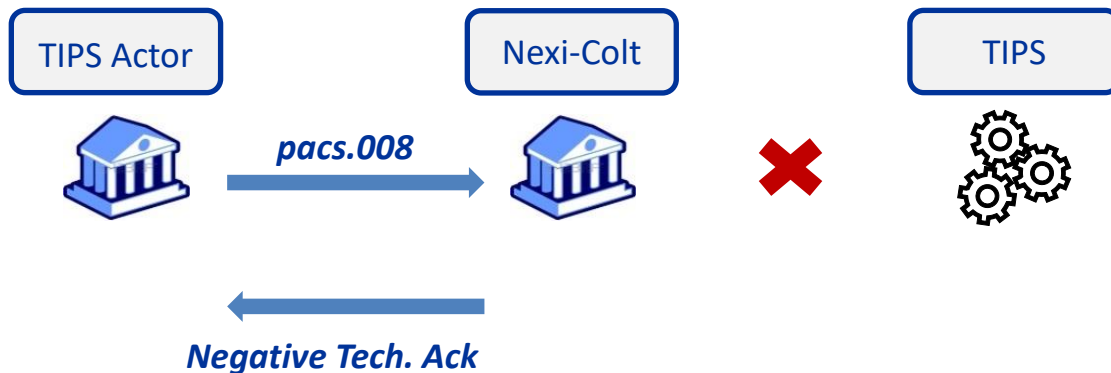 TIPS Actor
Nexi-Colt
TIPS
pacs.008
Negative Tech. Ack